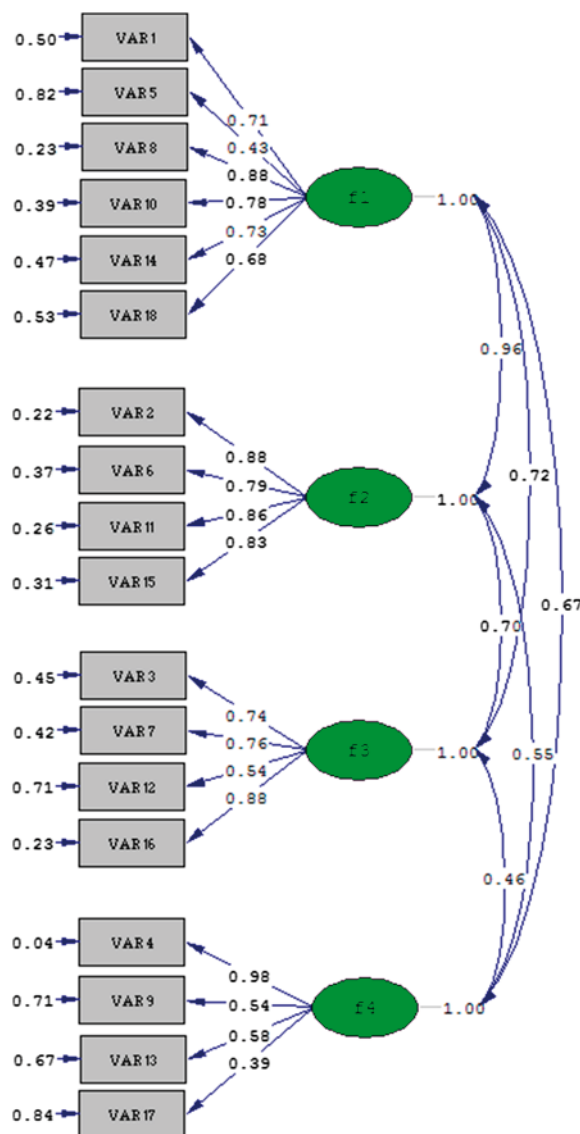 0.50 VAR1
0.82 VAR5
0.71
0.43
0.23 VAR8
0.88
0.39 VAR10
0.78
f1
1.00
0.73
0.47 VAR14
0.68
0.53 VAR18
0.96
0.22 VAR2
0.88
0.37 VAR6
0.79
0.72
f2
1.00
0.86
0.26 VAR11
0.83
0.31 VAR15
0.67
0.70
0.45 VAR3
0.74
0.42 VAR7
0.76
f3
1.00
0.55
0.54
0.71 VAR12
0.88
0.23 VAR16
0.46
0.04 VAR4
0.98
0.71 VAR9
0.54
f4
1.00
0.58
0.67 VAR13
0.39
0.84 VAR17